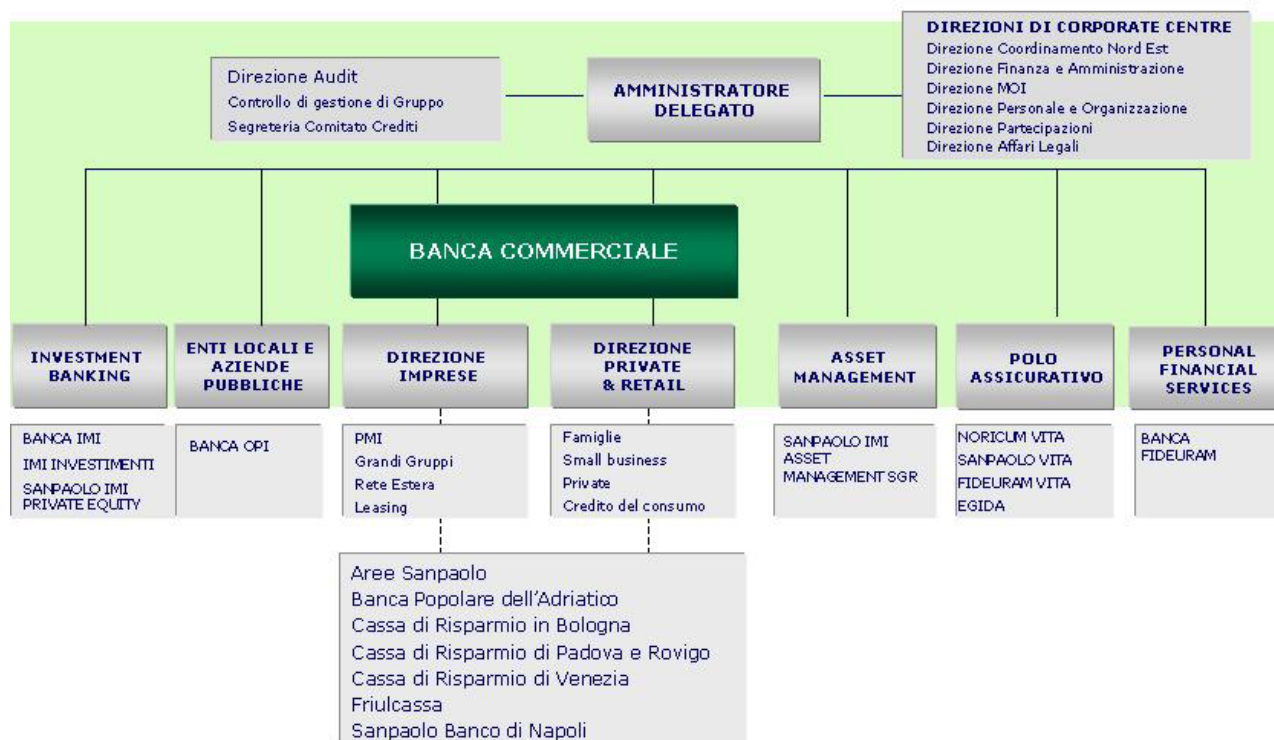 DIREZIONI DI CORPORATE CENTRE
Direzione Coordinamento Nord Est
Direzione Finanza e Amministrazione
Direzione MOI
Direzione Personale e Organizzazione
Direzione Partecipazioni
Direzione Affari Legali
Direzione Audit
Controllo di gestione di Gruppo
Segreteria Comitato Crediti
AMMINISTRATORE
DELEGATO
BANCA COMMERCIALE
INVESTMENT
BANKING
ENTI LOCALI E
AZIENDE
PUBBLICHE
DIREZIONE
IMPRESE
DIREZIONE
PRIVATE
& RETAIL
ASSET
MANAGEMENT
POLO
ASSICURATIVO
PERSONAL
FINANCIAL
SERVICES
BANCA IMI
IMI INVESTIMENTI
SANPAOLO IMI
PRIVATE EQUITY
BANCA OPI
PMI
Grandi Gruppi
Rete Estera
Leasing
Famiglie
Small business
Private
Credito del consumo
SANPAOLO IMI
ASSET
MANAGEMENT SGR
NORICUM VITA
SANPAOLO VITA
FIDEURAM VITA
EGIDA
BANCA
FIDEURAM
Aree Sanpaolo
Banca Popolare dell'Adriatico
Cassa di Risparmio in Bologna
Cassa di Risparmio di Padova e Rovigo
Cassa di Risparmio di Venezia
Friulcassa
Sanpaolo Banco di Napoli